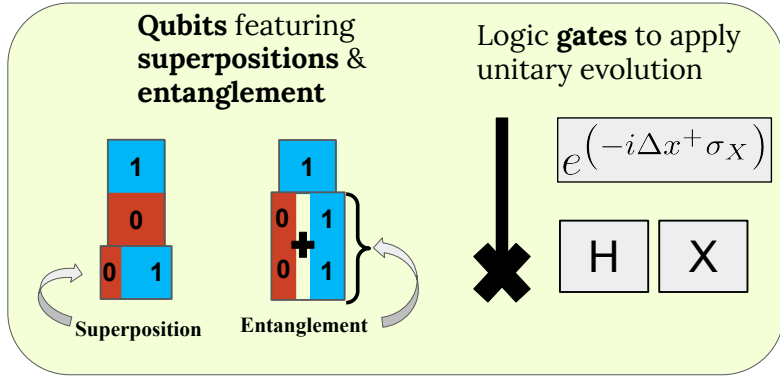 Qubits featuring
superpositions &
entanglement
Logic gates to apply
unitary evolution
1
0
0 1
Superposition
1
0 1
+
0 1
Entanglement
e^(-iΔx⁺σ_X)
H X